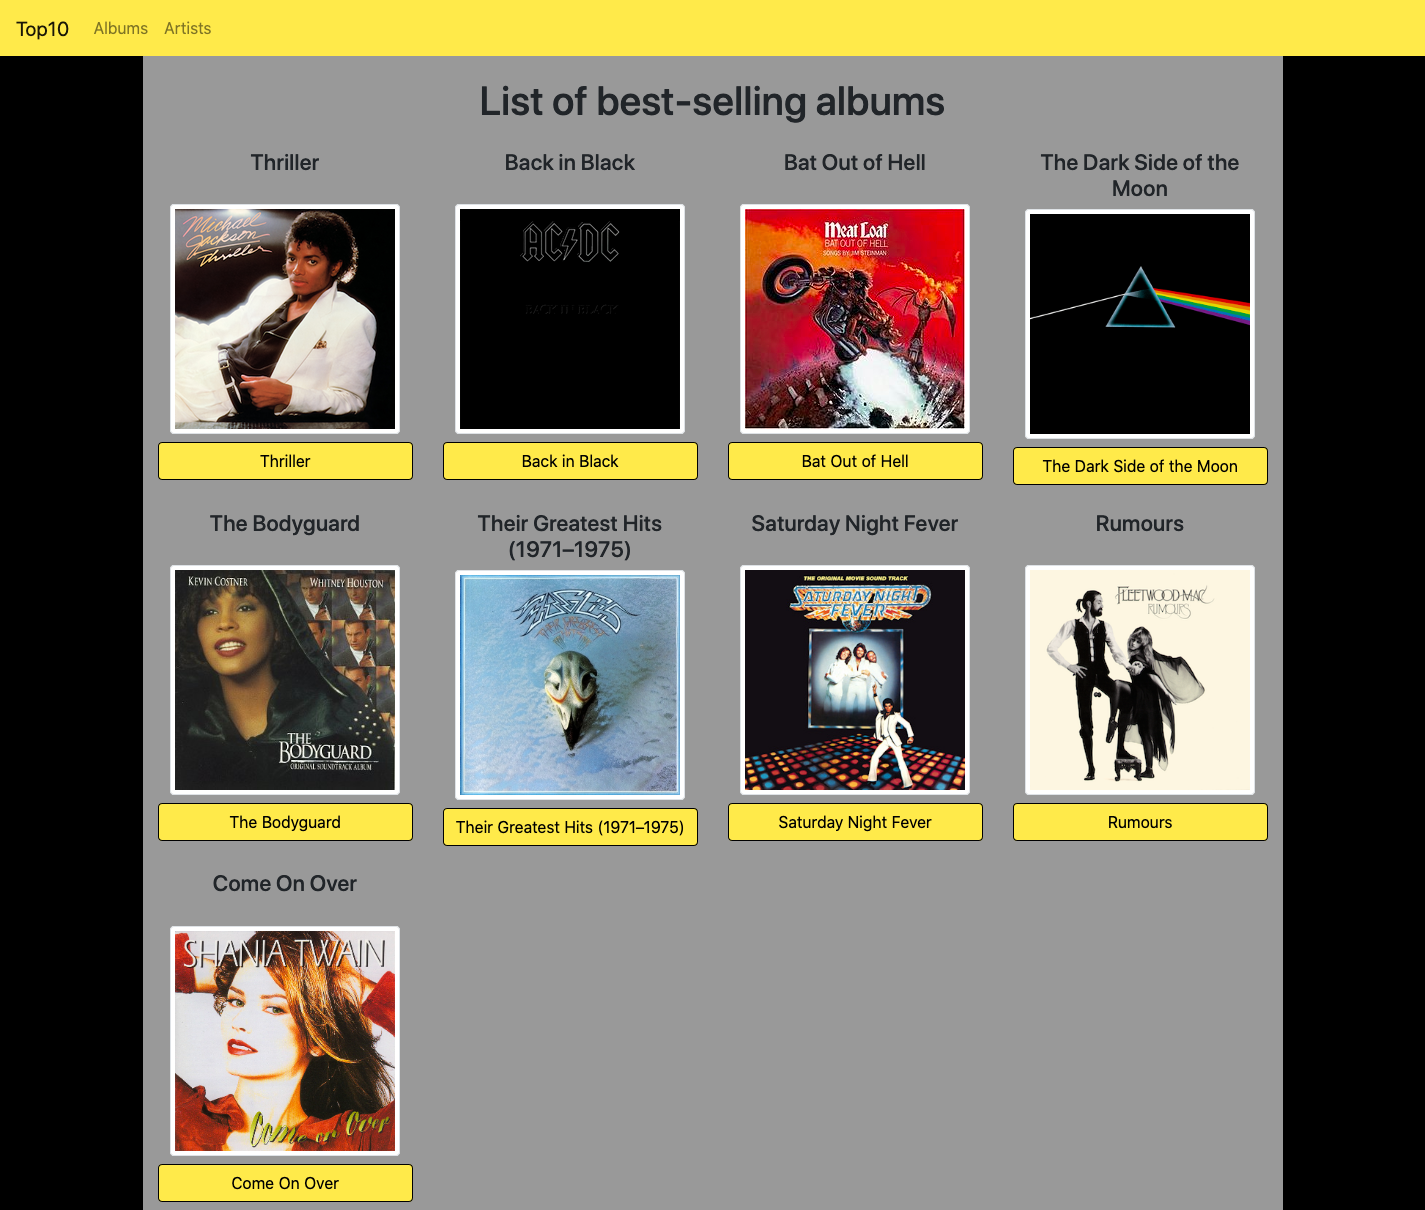 Top10 Albums Artists
List of best-selling albums
Thriller
Michael
Jackson
Thriller
Thriller
Back in Black
AC/DC
BACK IN BLACK
Back in Black
Bat Out of Hell
Meat Loaf
BAT OUT OF HELL
SONGS BY JIM STEINMAN
Bat Out of Hell
The Dark Side of the
Moon
The Dark Side of the Moon
The Bodyguard
KEVIN COSTNER WHITNEY HOUSTON
THE
BODYGUARD
ORIGINAL SOUNDTRACK ALBUM
The Bodyguard
Their Greatest Hits
(1971–1975)
EAGLES
Their Greatest Hits (1971–1975)
Saturday Night Fever
THE ORIGINAL MOVIE SOUND TRACK
SATURDAY NIGHT
FEVER
Saturday Night Fever
Rumours
FLEETWOOD MAC
RUMOURS
Rumours
Come On Over
SHANIA TWAIN
Come on Over
Come On Over